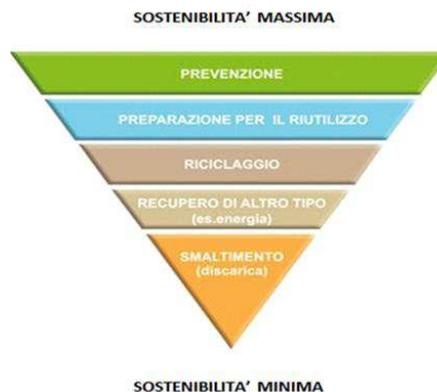 SOSTENIBILITA' MASSIMA
PREVENZIONE
PREPARAZIONE PER IL RIUTILIZZO
RICICLAGGIO
RECUPERO DI ALTRO TIPO
(es.energia)
SMALTIMENTO
(discarica)
SOSTENIBILITA' MINIMA